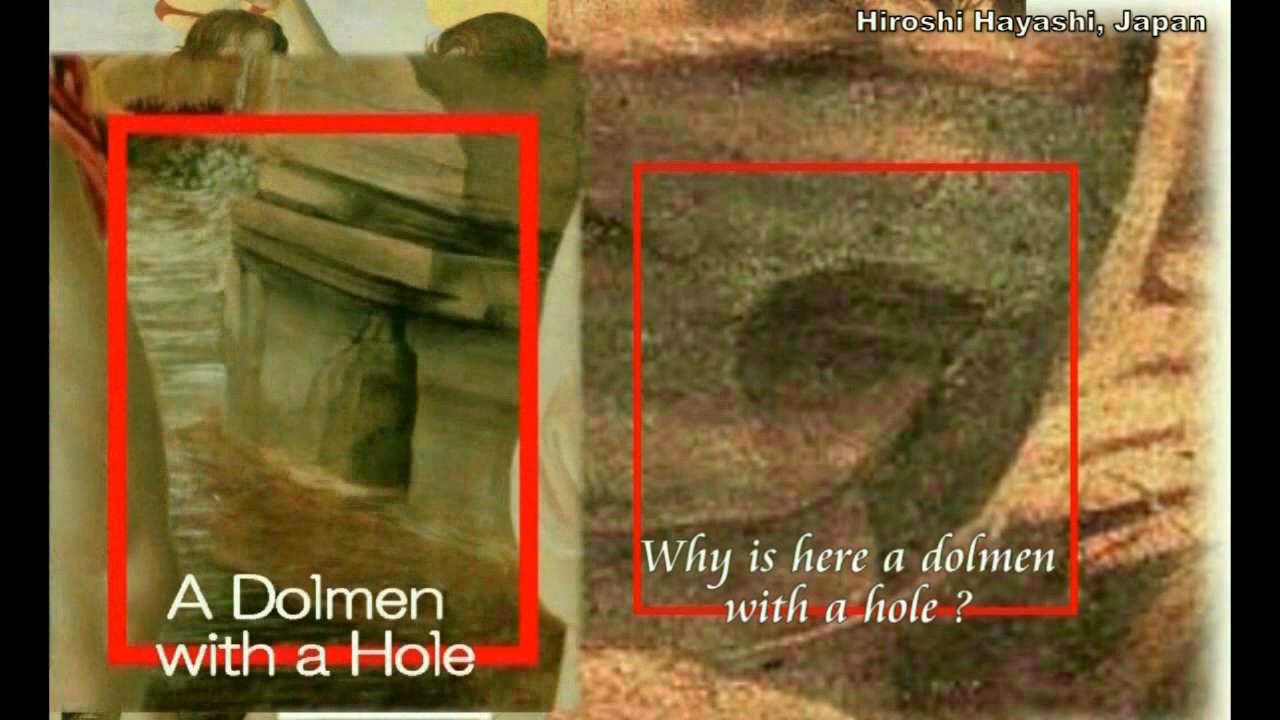 Hiroshi Hayashi, Japan
A Dolmen
with a Hole
Why is here a dolmen
with a hole ?